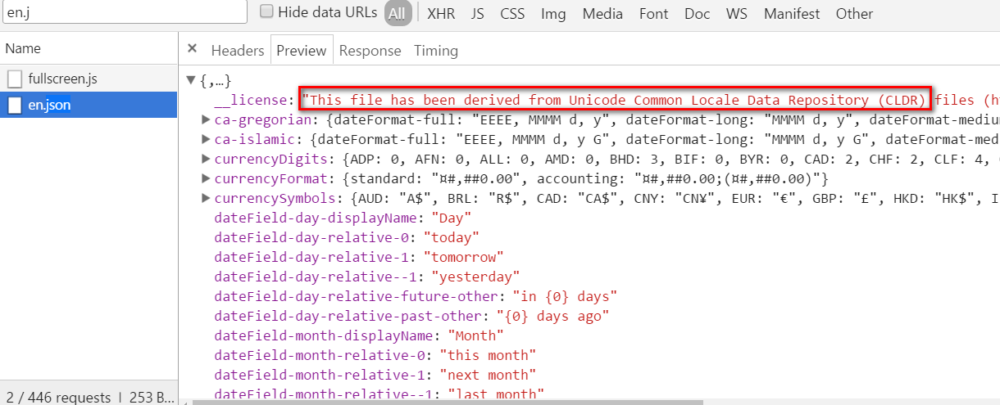 en.j Hide data URLs All XHR JS CSS Img Media Font Doc WS Manifest Other
Name × Headers Preview Response Timing
fullscreen.js
en.json
▼{,…}
__license: "This file has been derived from Unicode Common Locale Data Repository (CLDR) files (h
▶ca-gregorian: {dateFormat-full: "EEEE, MMMM d, y", dateFormat-long: "MMMM d, y", dateFormat-medium
▶ca-islamic: {dateFormat-full: "EEEE, MMMM d, y G", dateFormat-long: "MMMM d, y G", dateFormat-med
▶currencyDigits: {ADP: 0, AFN: 0, ALL: 0, AMD: 0, BHD: 3, BIF: 0, BYR: 0, CAD: 2, CHF: 2, CLF: 4,
▶currencyFormat: {standard: "¤#,##0.00", accounting: "¤#,##0.00;(¤#,##0.00)"}
▶currencySymbols: {AUD: "A$", BRL: "R$", CAD: "CA$", CNY: "CN¥", EUR: "€", GBP: "£", HKD: "HK$", I
dateField-day-displayName: "Day"
dateField-day-relative-0: "today"
dateField-day-relative-1: "tomorrow"
dateField-day-relative--1: "yesterday"
dateField-day-relative-future-other: "in {0} days"
dateField-day-relative-past-other: "{0} days ago"
dateField-month-displayName: "Month"
dateField-month-relative-0: "this month"
dateField-month-relative-1: "next month"
dateField-month-relative--1: "last month"
2 / 446 requests | 253 B...